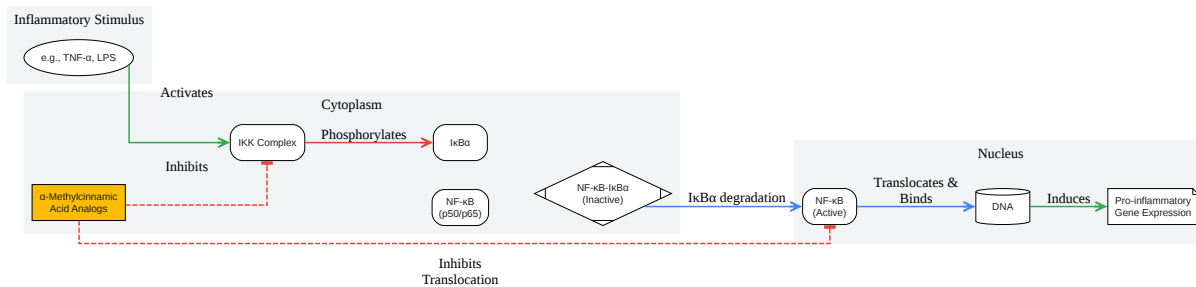 Inflammatory Stimulus
e.g., TNF-α, LPS
Activates
Cytoplasm
IKK Complex
Phosphorylates
IκBα
Inhibits
α-Methylcinnamic
Acid Analogs
NF-κB
(p50/p65)
NF-κB-IκBα
(Inactive)
IκBα degradation
Nucleus
NF-κB
(Active)
Translocates &
Binds
DNA
Induces
Pro-inflammatory
Gene Expression
Inhibits
Translocation